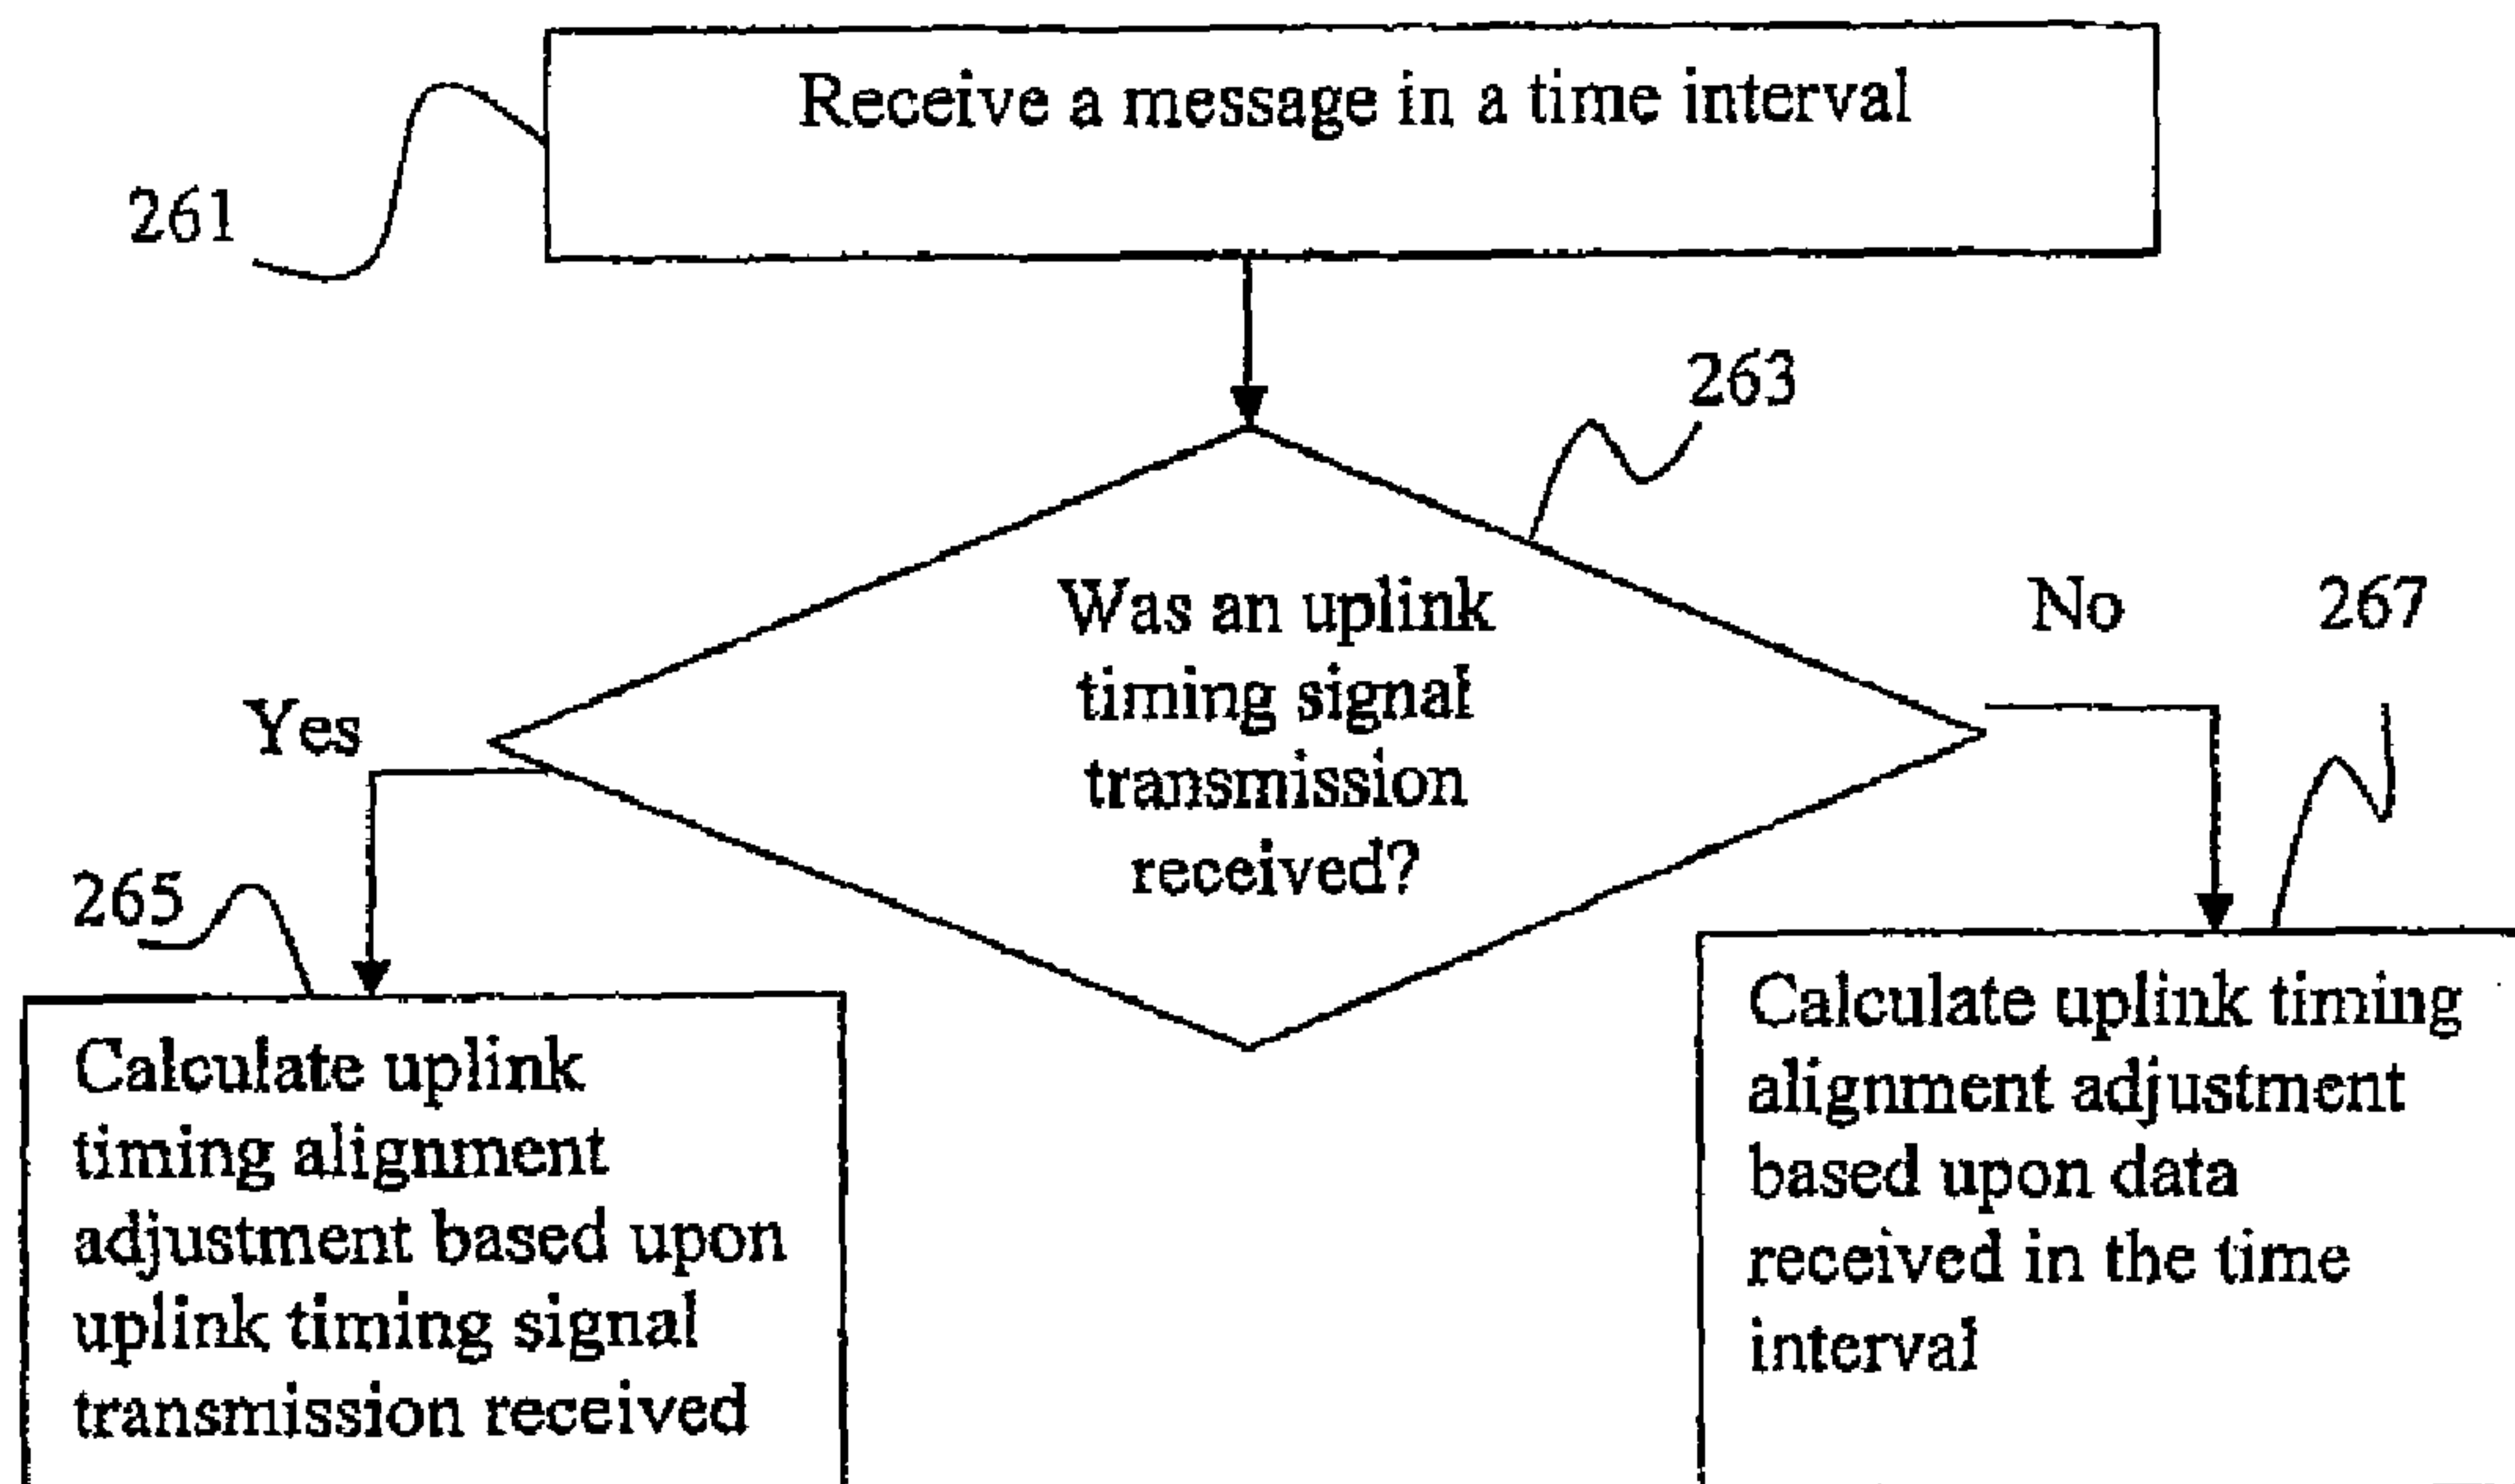 Receive a message in a time interval
261
263
Was an uplink
timing signal
transmission
received?
No
267
Yes
265
Calculate uplink
timing alignment
adjustment based upon
uplink timing signal
transmission received
Calculate uplink timing
alignment adjustment
based upon data
received in the time
interval